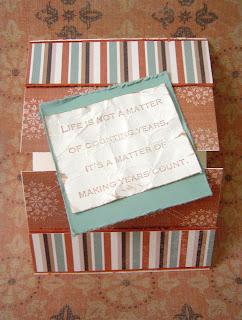 Life is not a matter
of counting years,
it's a matter of
making years count.